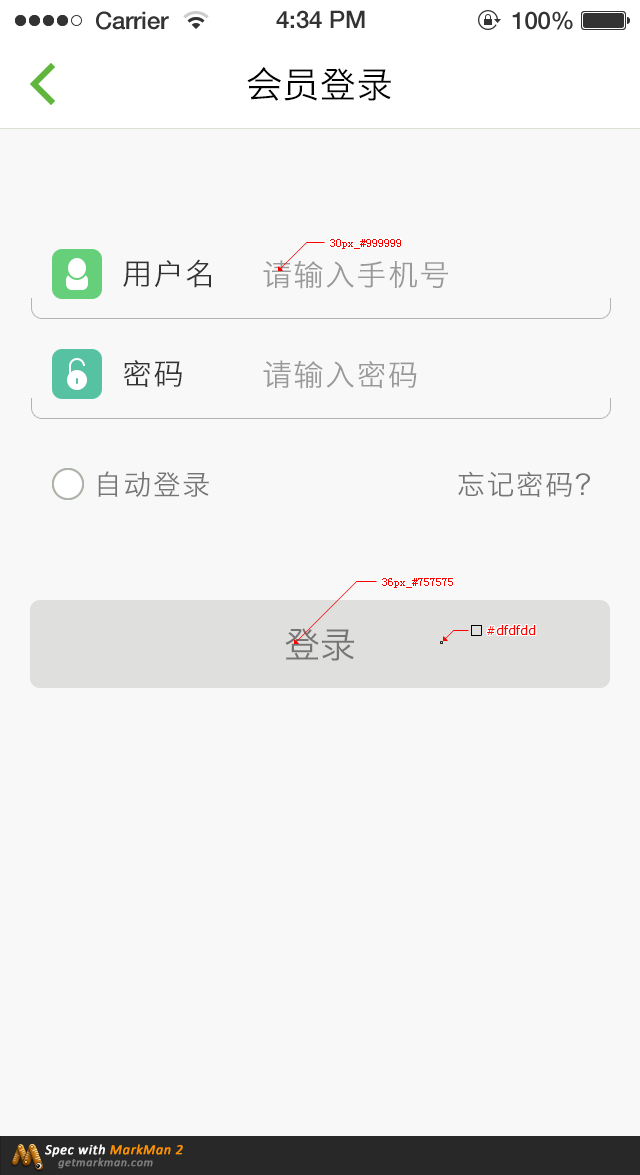 Carrier 4:34 PM 100%
会员登录
30px_#999999
用户名 请输入手机号
密码 请输入密码
自动登录 忘记密码?
36px_#757575
#dfdfdd
登录
Spec with MarkMan 2
getmarkman.com